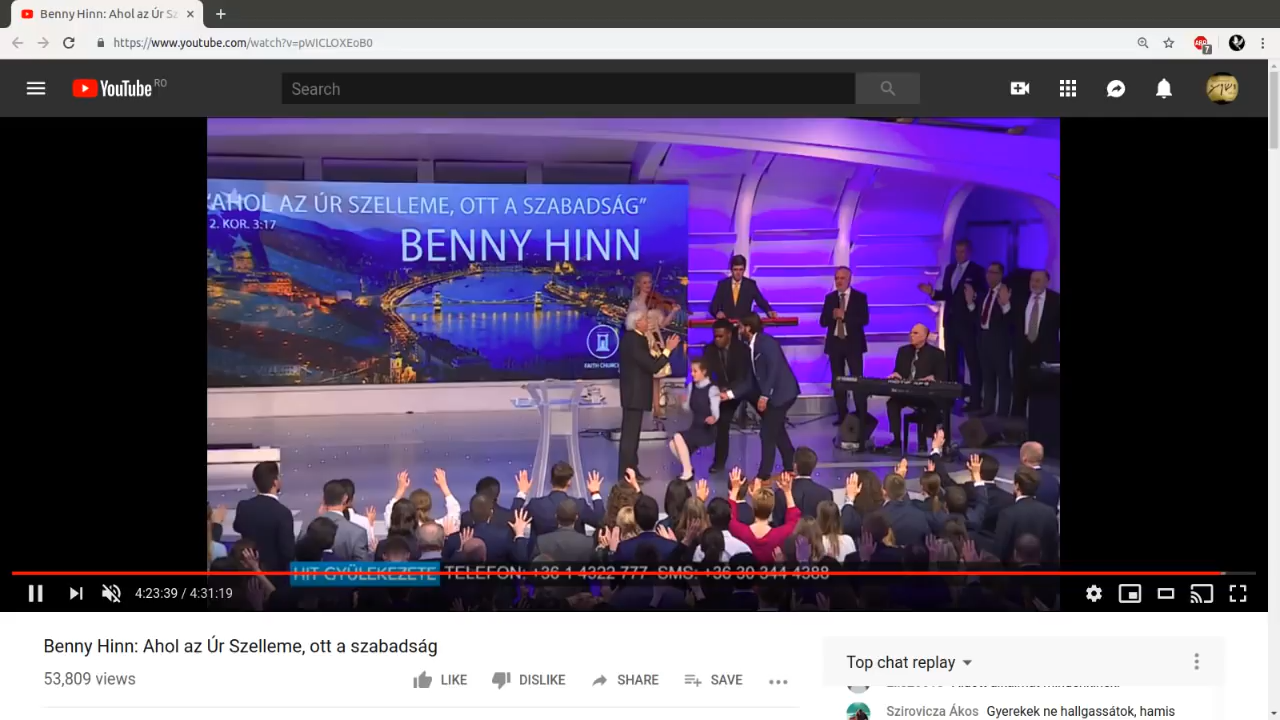 Benny Hinn: Ahol az Úr Sz
https://www.youtube.com/watch?v=pWICLOXEoB0
7
YouTube RO
Search
"AHOL AZ ÚR SZELLEME, OTT A SZABADSÁG"
2. KOR. 3:17
BENNY HINN
FAITH CHURCH
HIT GYÜLEKEZETE TELEFON: +36 1 4322 777 SMS: +36 30 344 4388
4:23:39 / 4:31:19
Benny Hinn: Ahol az Úr Szelleme, ott a szabadság
53,809 views
LIKE DISLIKE SHARE SAVE
Top chat replay
Szirovicza Ákos Gyerekek ne hallgassátok, hamis